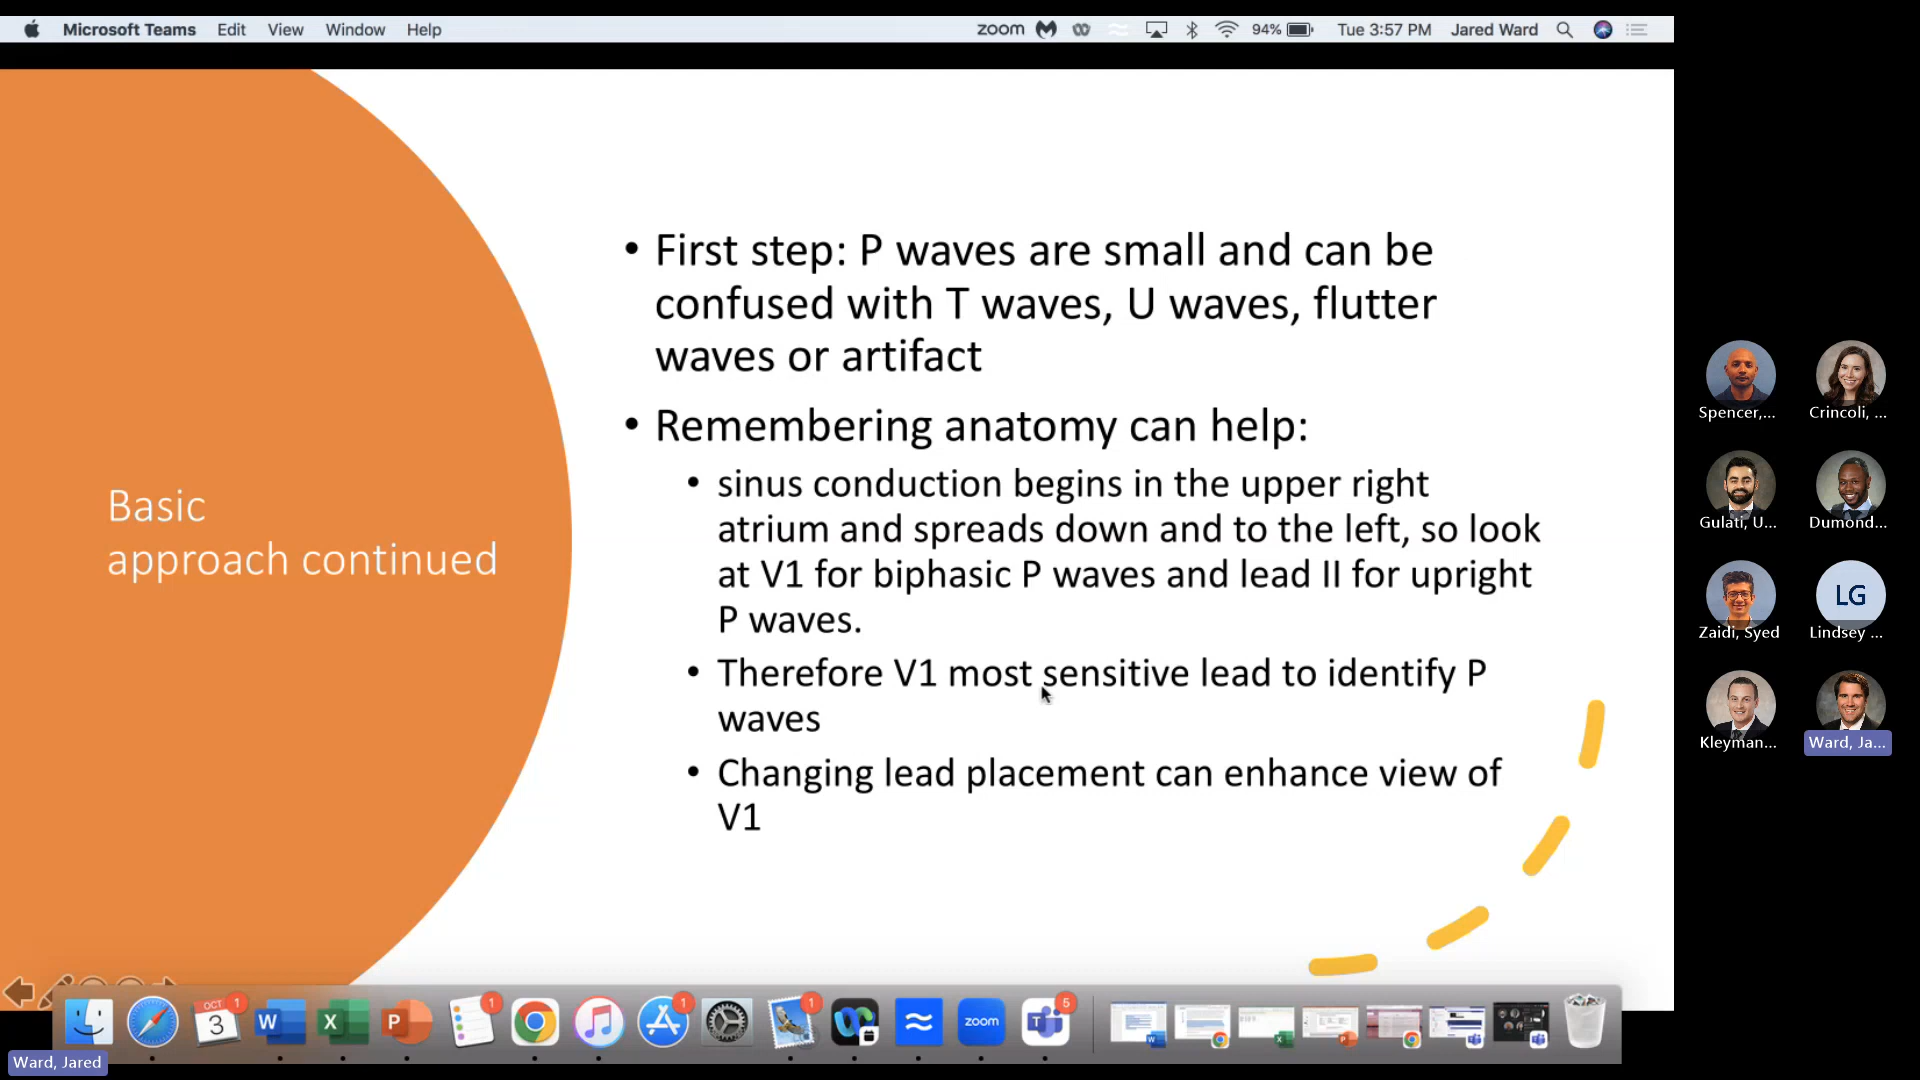 Microsoft Teams Edit View Window Help
zoom 94% Tue 3:57 PM Jared Ward
• First step: P waves are small and can be
confused with T waves, U waves, flutter
waves or artifact
• Remembering anatomy can help:
• sinus conduction begins in the upper right
atrium and spreads down and to the left, so look
at V1 for biphasic P waves and lead II for upright
P waves.
• Therefore V1 most sensitive lead to identify P
waves
• Changing lead placement can enhance view of
V1
Basic
approach continued
Spencer,... Crincoli, ...
Gulati, U... Dumond...
LG
Zaidi, Syed Lindsey ...
Kleyman... Ward, Ja...
OCT 1 3 W X P 1 1 1 zoom 5 T
Ward, Jared